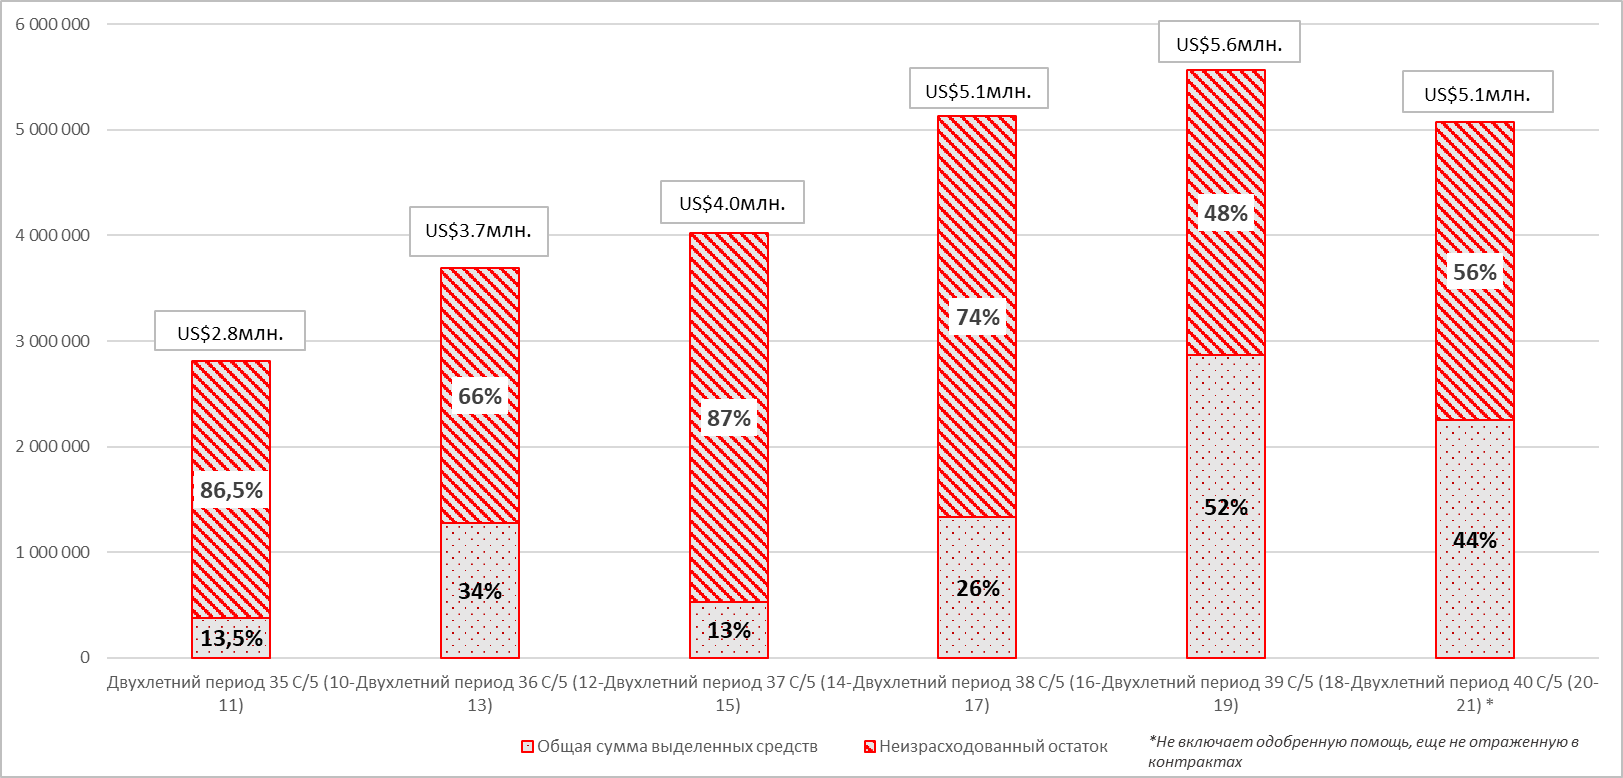 6 000 000
5 000 000
4 000 000
3 000 000
2 000 000
1 000 000
0
US$2.8млн.
US$3.7млн.
US$4.0млн.
US$5.1млн.
US$5.6млн.
US$5.1млн.
86,5%
66%
87%
74%
48%
56%
13,5%
34%
13%
26%
52%
44%
Двухлетний период 35 C/5 (10-
11)
Двухлетний период 36 C/5 (12-
13)
Двухлетний период 37 C/5 (14-
15)
Двухлетний период 38 C/5 (16-
17)
Двухлетний период 39 C/5 (18-
19)
Двухлетний период 40 C/5 (20-
21) *
Общая сумма выделенных средств
Неизрасходованный остаток
*Не включает одобренную помощь, еще не отраженную в
контрактах